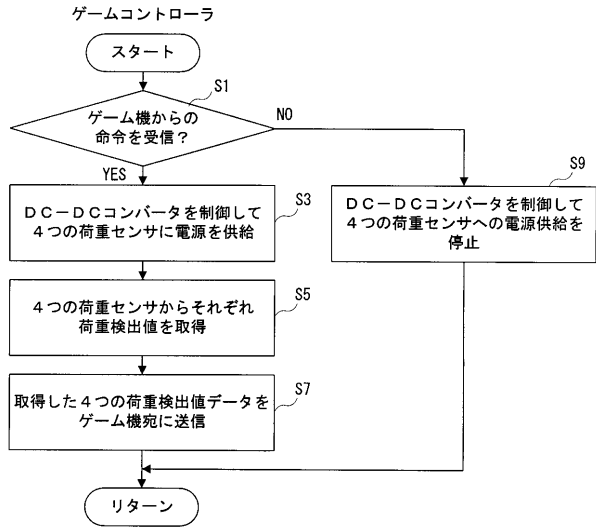 ゲームコントローラ
スタート
S1
ゲーム機からの
命令を受信？
NO
YES
S3
DC－DCコンバータを制御して
４つの荷重センサに電源を供給
S9
DC－DCコンバータを制御して
４つの荷重センサへの電源供給を
停止
S5
４つの荷重センサからそれぞれ
荷重検出値を取得
S7
取得した４つの荷重検出値データを
ゲーム機宛に送信
リターン